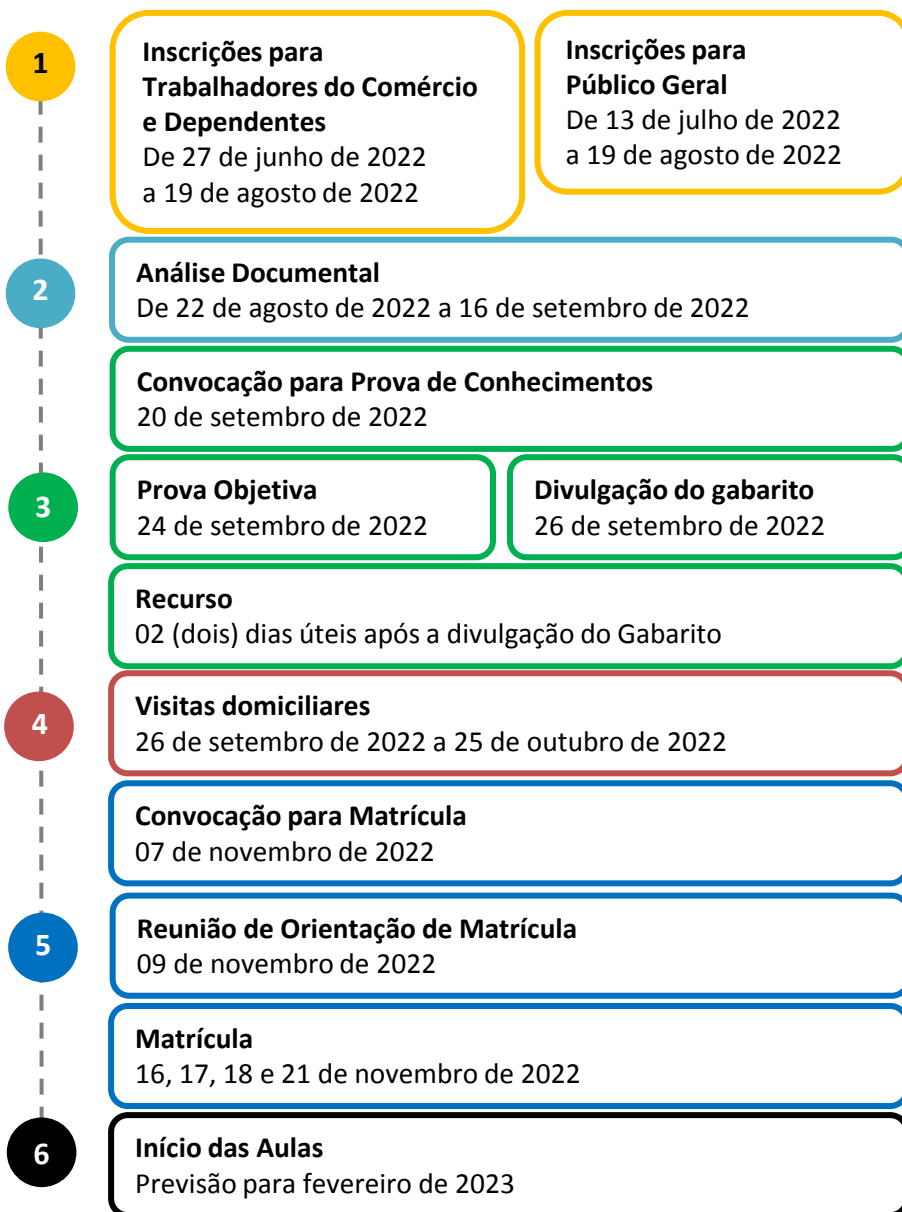 1
Inscrições para
Trabalhadores do Comércio
e Dependentes
De 27 de junho de 2022
a 19 de agosto de 2022
Inscrições para
Público Geral
De 13 de julho de 2022
a 19 de agosto de 2022
2
Análise Documental
De 22 de agosto de 2022 a 16 de setembro de 2022
Convocação para Prova de Conhecimentos
20 de setembro de 2022
3
Prova Objetiva
24 de setembro de 2022
Divulgação do gabarito
26 de setembro de 2022
Recurso
02 (dois) dias úteis após a divulgação do Gabarito
4
Visitas domiciliares
26 de setembro de 2022 a 25 de outubro de 2022
Convocação para Matrícula
07 de novembro de 2022
5
Reunião de Orientação de Matrícula
09 de novembro de 2022
Matrícula
16, 17, 18 e 21 de novembro de 2022
6
Início das Aulas
Previsão para fevereiro de 2023